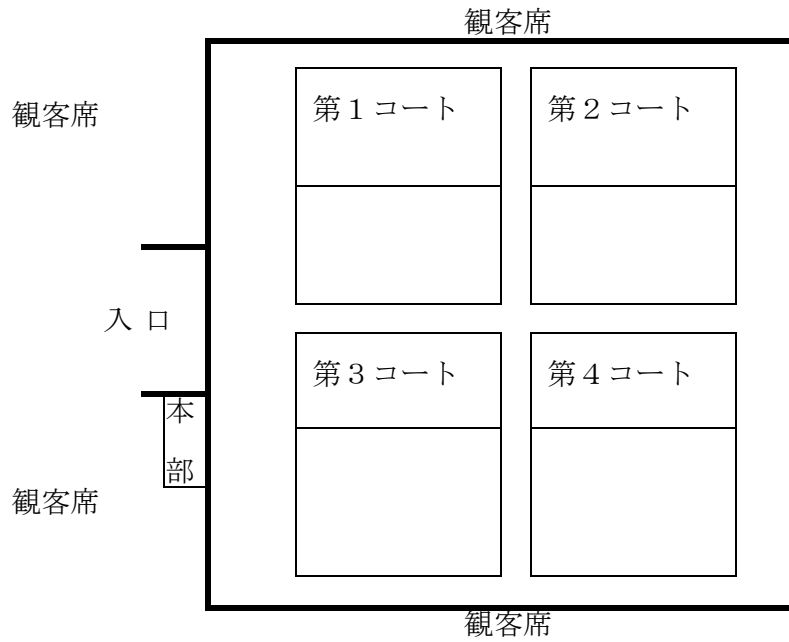 観客席
観客席
第１コート
第２コート
入 口
第３コート
第４コート
本
部
観客席
観客席